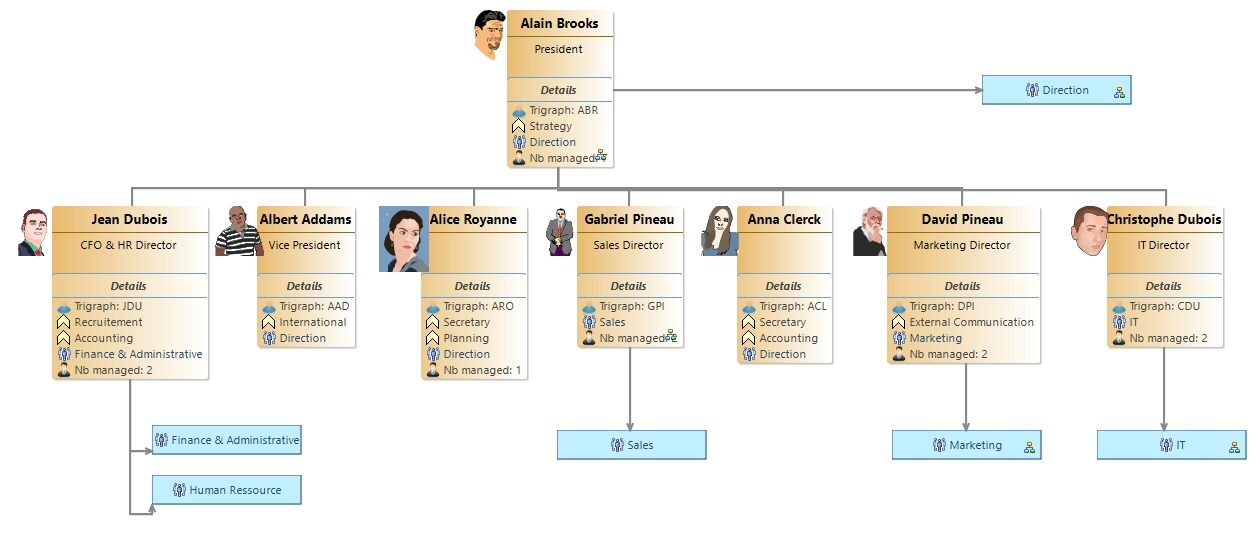 Alain Brooks
President
Details
Trigraph: ABR
Strategy
Direction
Nb managed
Direction
Jean Dubois
CFO & HR Director
Details
Trigraph: JDU
Recruitement
Accounting
Finance & Administrative
Nb managed: 2
Albert Addams
Vice President
Details
Trigraph: AAD
International
Direction
Alice Royanne
Details
Trigraph: ARO
Secretary
Planning
Direction
Nb managed: 1
Gabriel Pineau
Sales Director
Details
Trigraph: GPI
Sales
Nb managed
Anna Clerck
Details
Trigraph: ACL
Secretary
Accounting
Direction
David Pineau
Marketing Director
Details
Trigraph: DPI
External Communication
Marketing
Nb managed: 2
Christophe Dubois
IT Director
Details
Trigraph: CDU
IT
Nb managed: 2
Finance & Administrative
Human Ressource
Sales
Marketing
IT